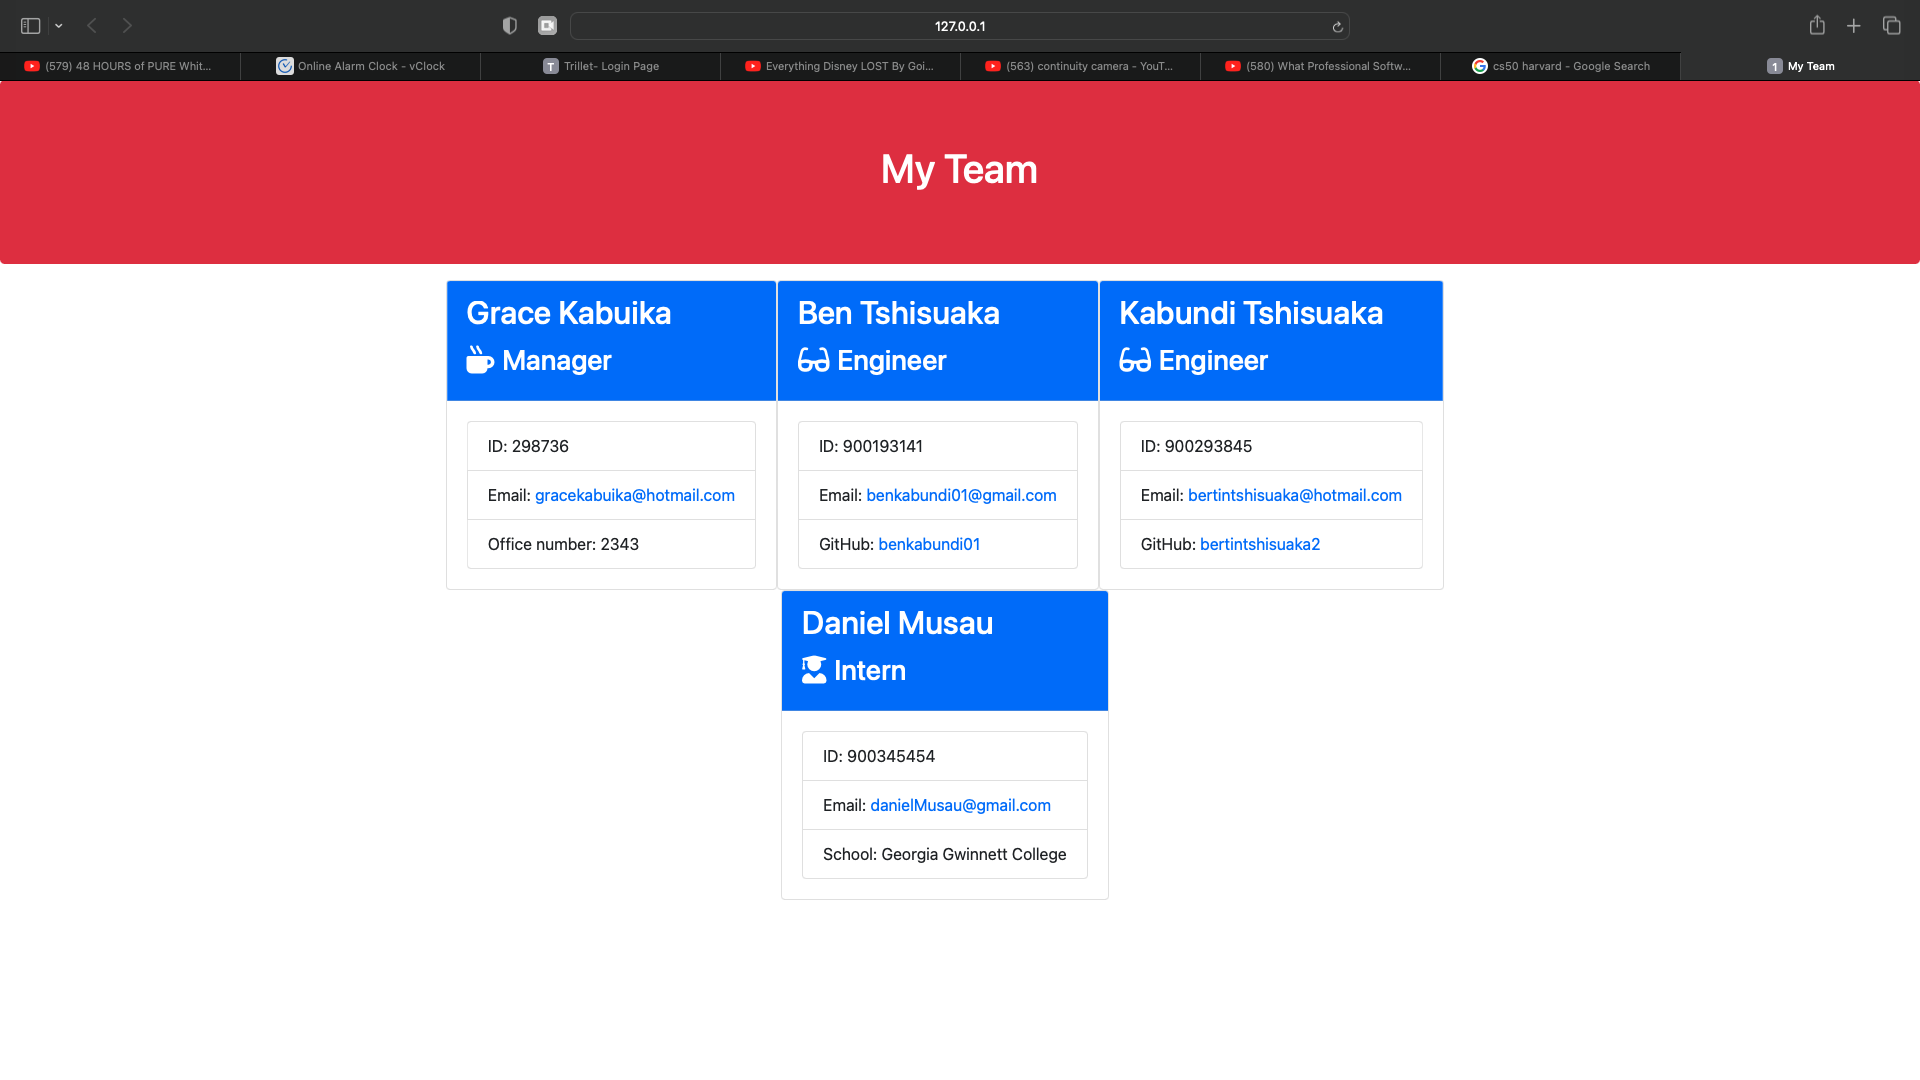 127.0.0.1
(579) 48 HOURS of PURE Whit...
Online Alarm Clock - vClock
T Trillet- Login Page
Everything Disney LOST By Goi...
(563) continuity camera - YouT...
(580) What Professional Softw...
G cs50 harvard - Google Search
1 My Team
My Team
Grace Kabuika
Manager
ID: 298736
Email: gracekabuika@hotmail.com
Office number: 2343
Ben Tshisuaka
Engineer
ID: 900193141
Email: benkabundi01@gmail.com
GitHub: benkabundi01
Kabundi Tshisuaka
Engineer
ID: 900293845
Email: bertintshisuaka@hotmail.com
GitHub: bertintshisuaka2
Daniel Musau
Intern
ID: 900345454
Email: danielMusau@gmail.com
School: Georgia Gwinnett College